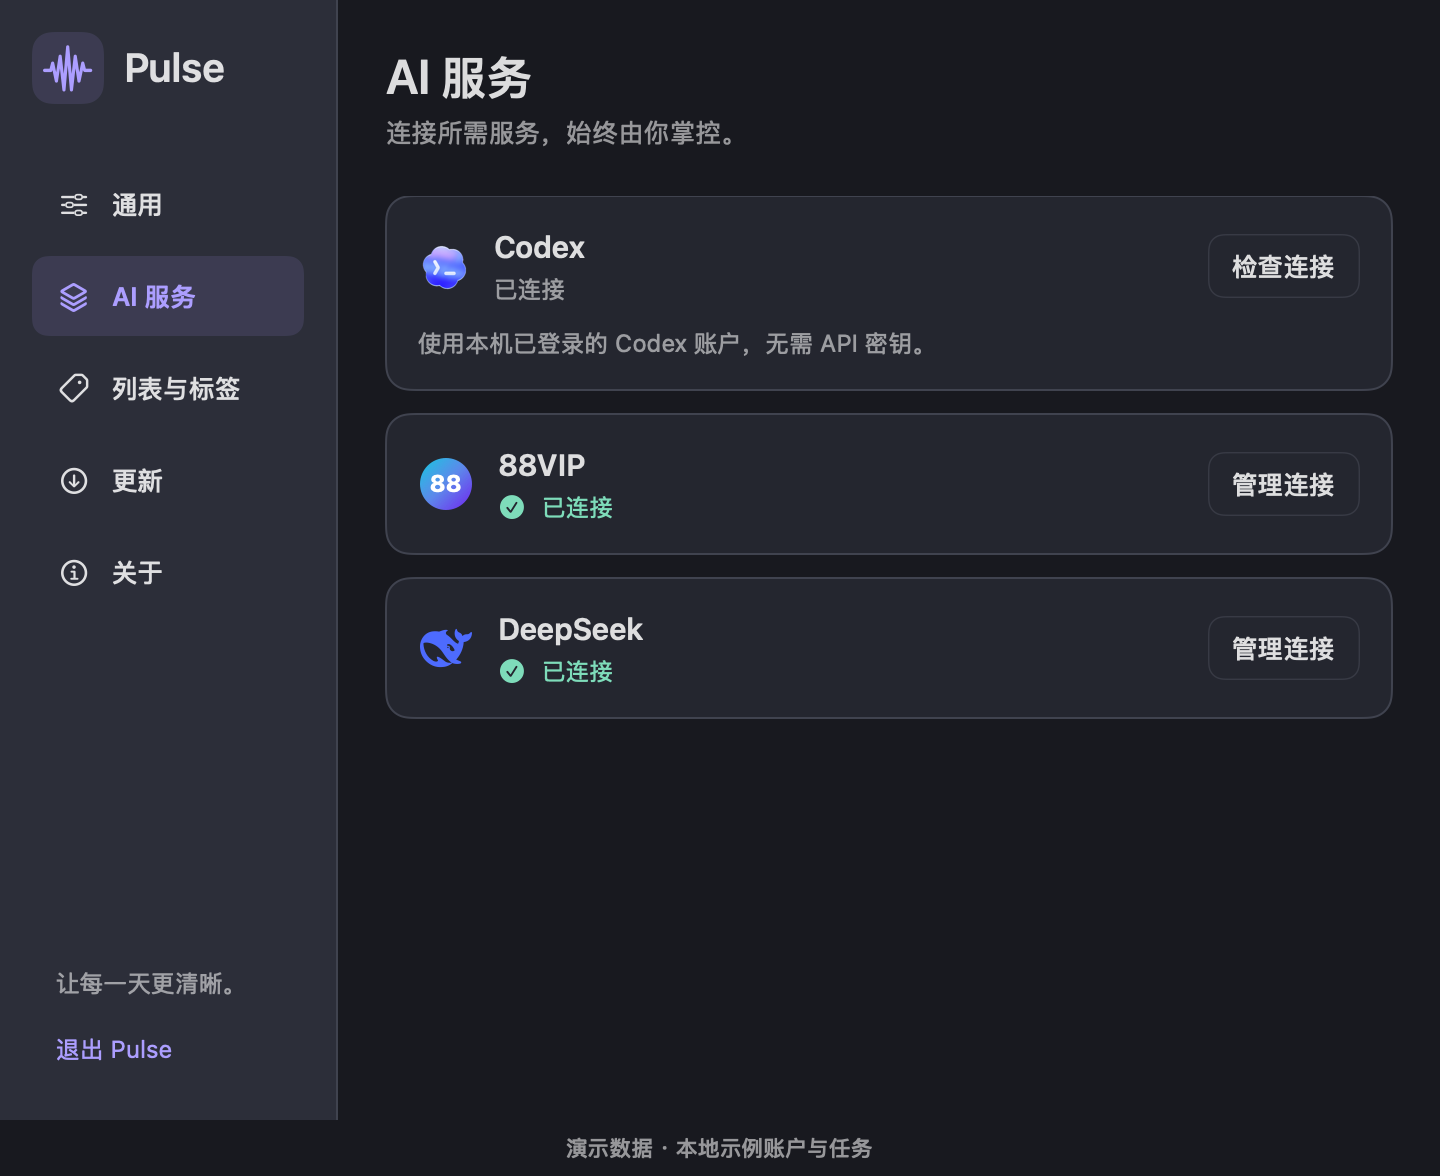 Pulse
通用
AI 服务
列表与标签
更新
关于
让每一天更清晰。
退出 Pulse
AI 服务
连接所需服务，始终由你掌控。
Codex
已连接
检查连接
使用本机已登录的 Codex 账户，无需 API 密钥。
88
88VIP
已连接
管理连接
DeepSeek
已连接
管理连接
演示数据 · 本地示例账户与任务